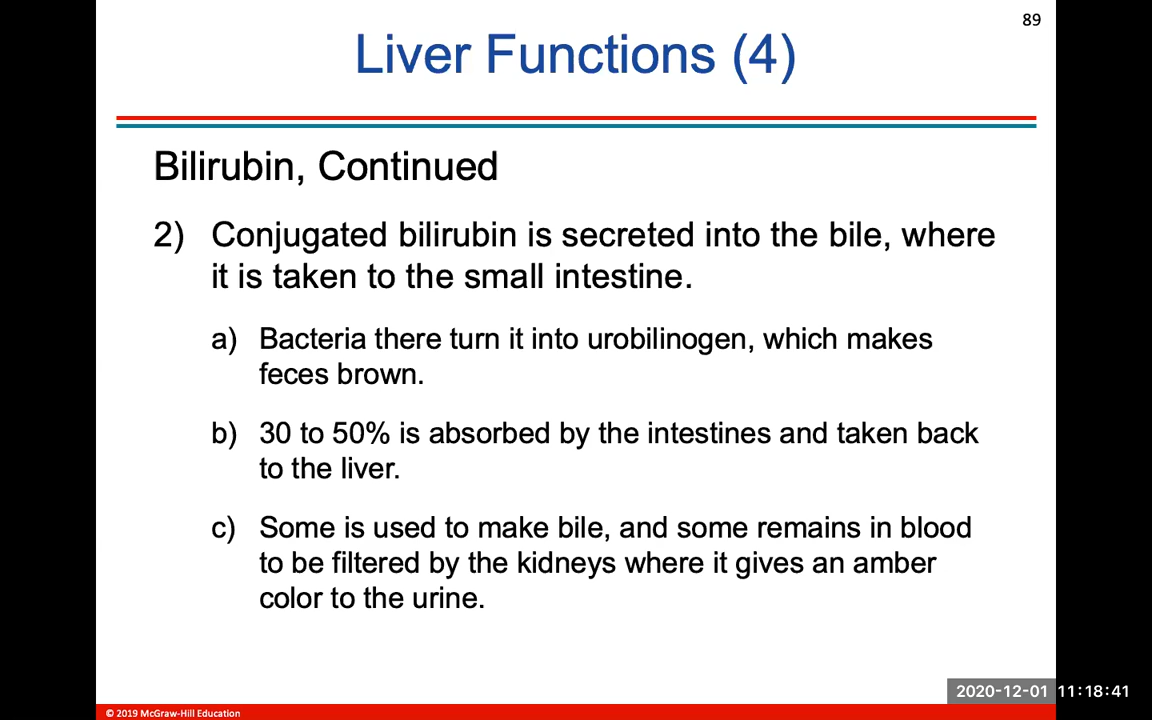 89
Liver Functions (4)
Bilirubin, Continued
2) Conjugated bilirubin is secreted into the bile, where
it is taken to the small intestine.
a) Bacteria there turn it into urobilinogen, which makes
feces brown.
b) 30 to 50% is absorbed by the intestines and taken back
to the liver.
c) Some is used to make bile, and some remains in blood
to be filtered by the kidneys where it gives an amber
color to the urine.
2020-12-01 11:18:41
© 2019 McGraw-Hill Education